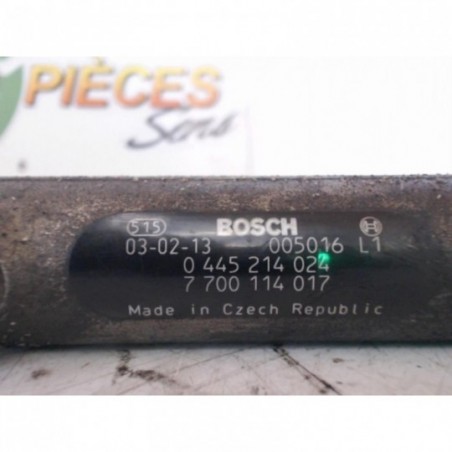 PIÈCES
Sens
515 BOSCH
03-02-13 005016 L1
0 445 214 024
7 700 114 017
Made in Czech Republic